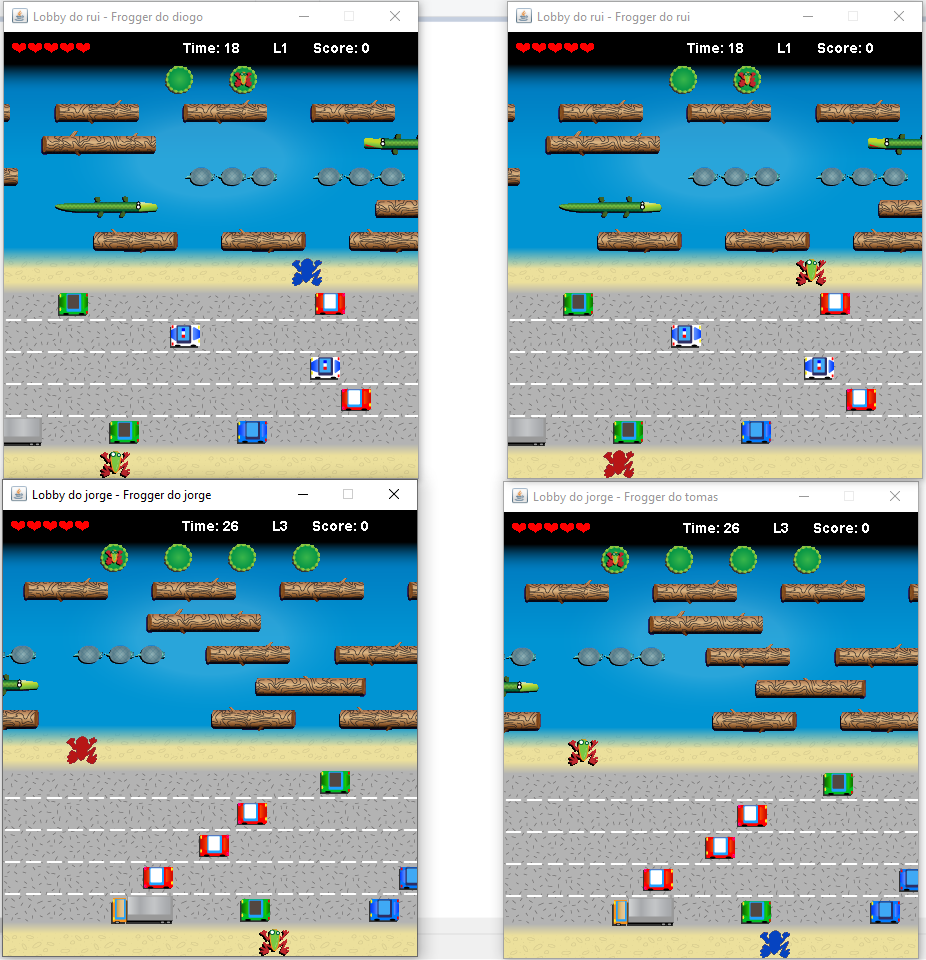 Lobby do rui - Frogger do diogo
Time: 18 L1 Score: 0
Lobby do rui - Frogger do rui
Time: 18 L1 Score: 0
Lobby do jorge - Frogger do jorge
Time: 26 L3 Score: 0
Lobby do jorge - Frogger do tomas
Time: 26 L3 Score: 0